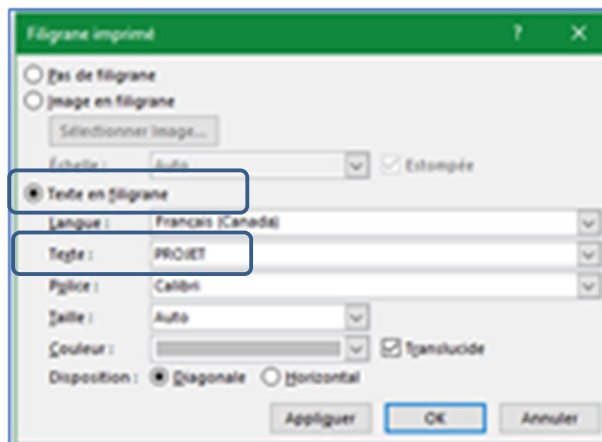 Filigrane imprimé ?
Pas de filigrane
Image en filigrane
Sélectionner Image...
Échelle : Auto Estompée
Texte en filigrane
Langue : Français (Canada)
Texte : PROJET
Police : Calibri
Taille : Auto
Couleur : Translucide
Disposition : Diagonale Horizontal
Appliquer OK Annuler